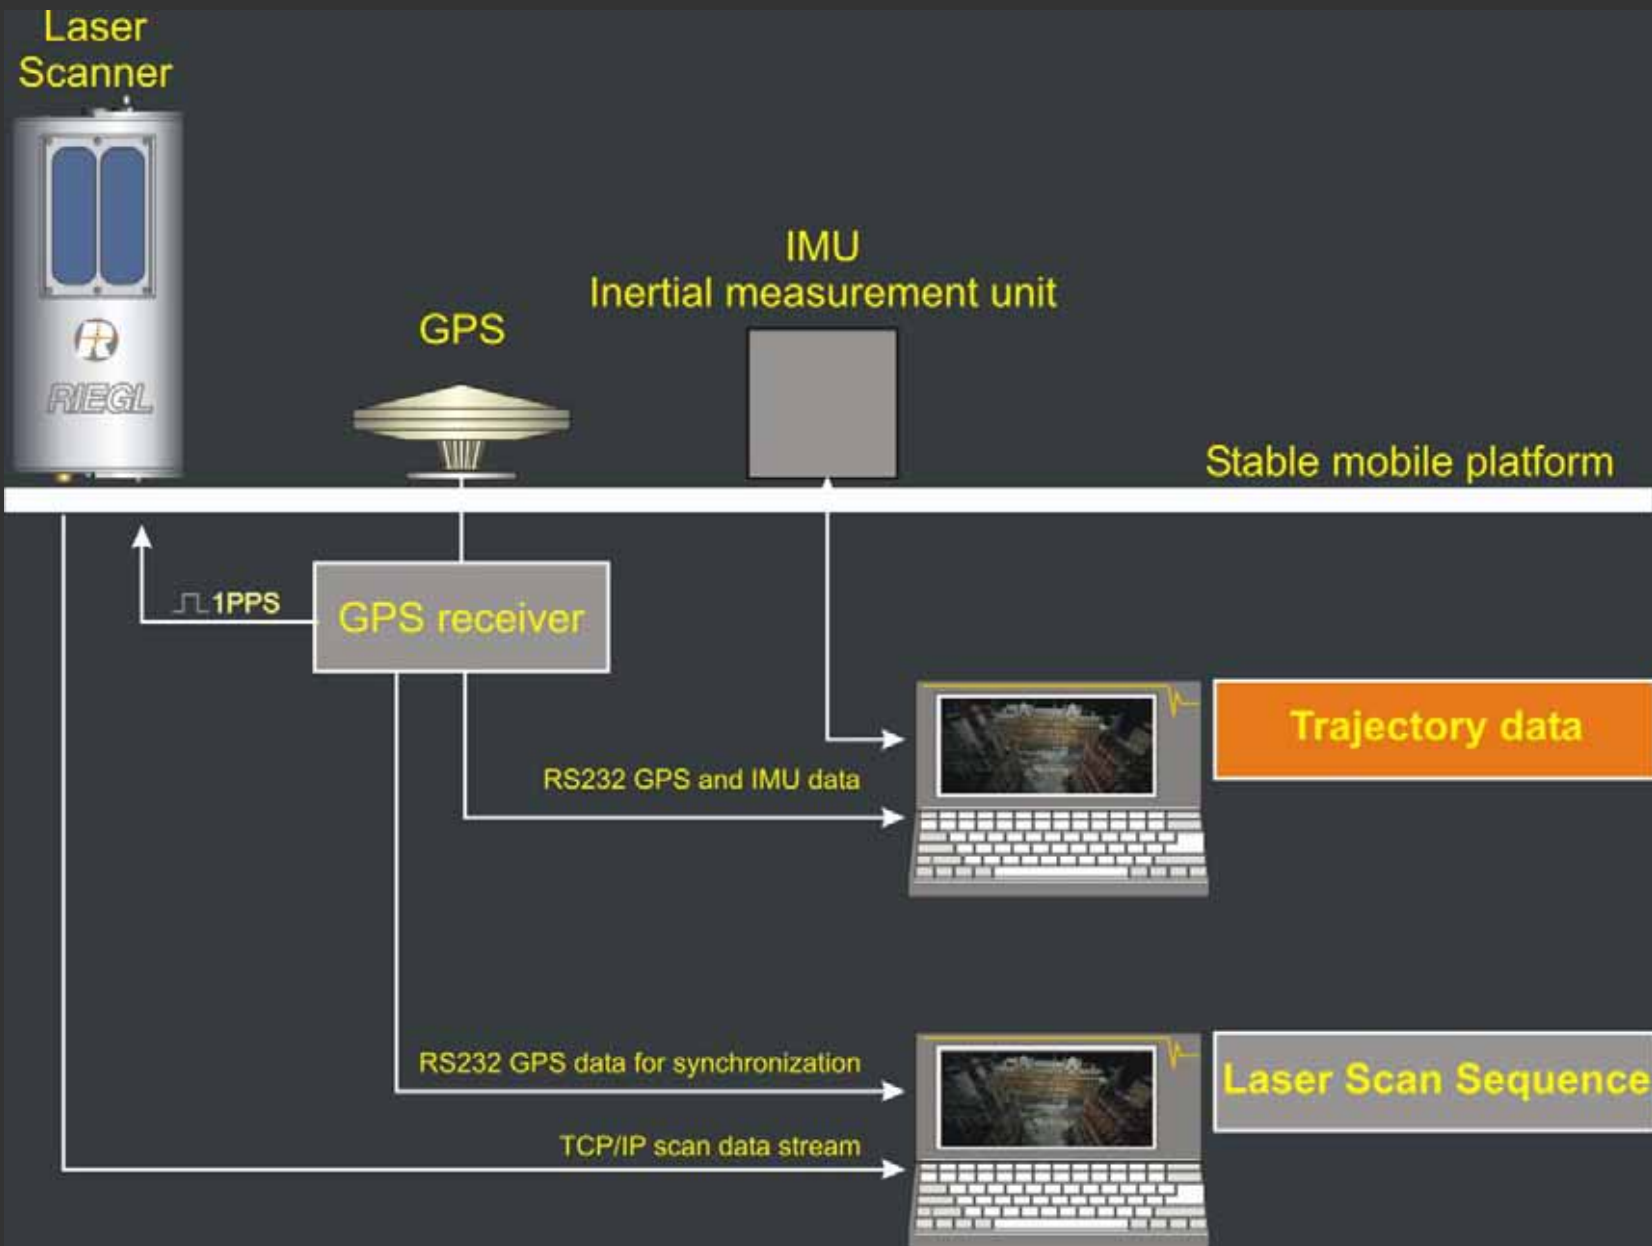 Laser
Scanner
RIEGL
GPS
IMU
Inertial measurement unit
Stable mobile platform
1PPS
GPS receiver
Trajectory data
RS232 GPS and IMU data
RS232 GPS data for synchronization
Laser Scan Sequence
TCP/IP scan data stream